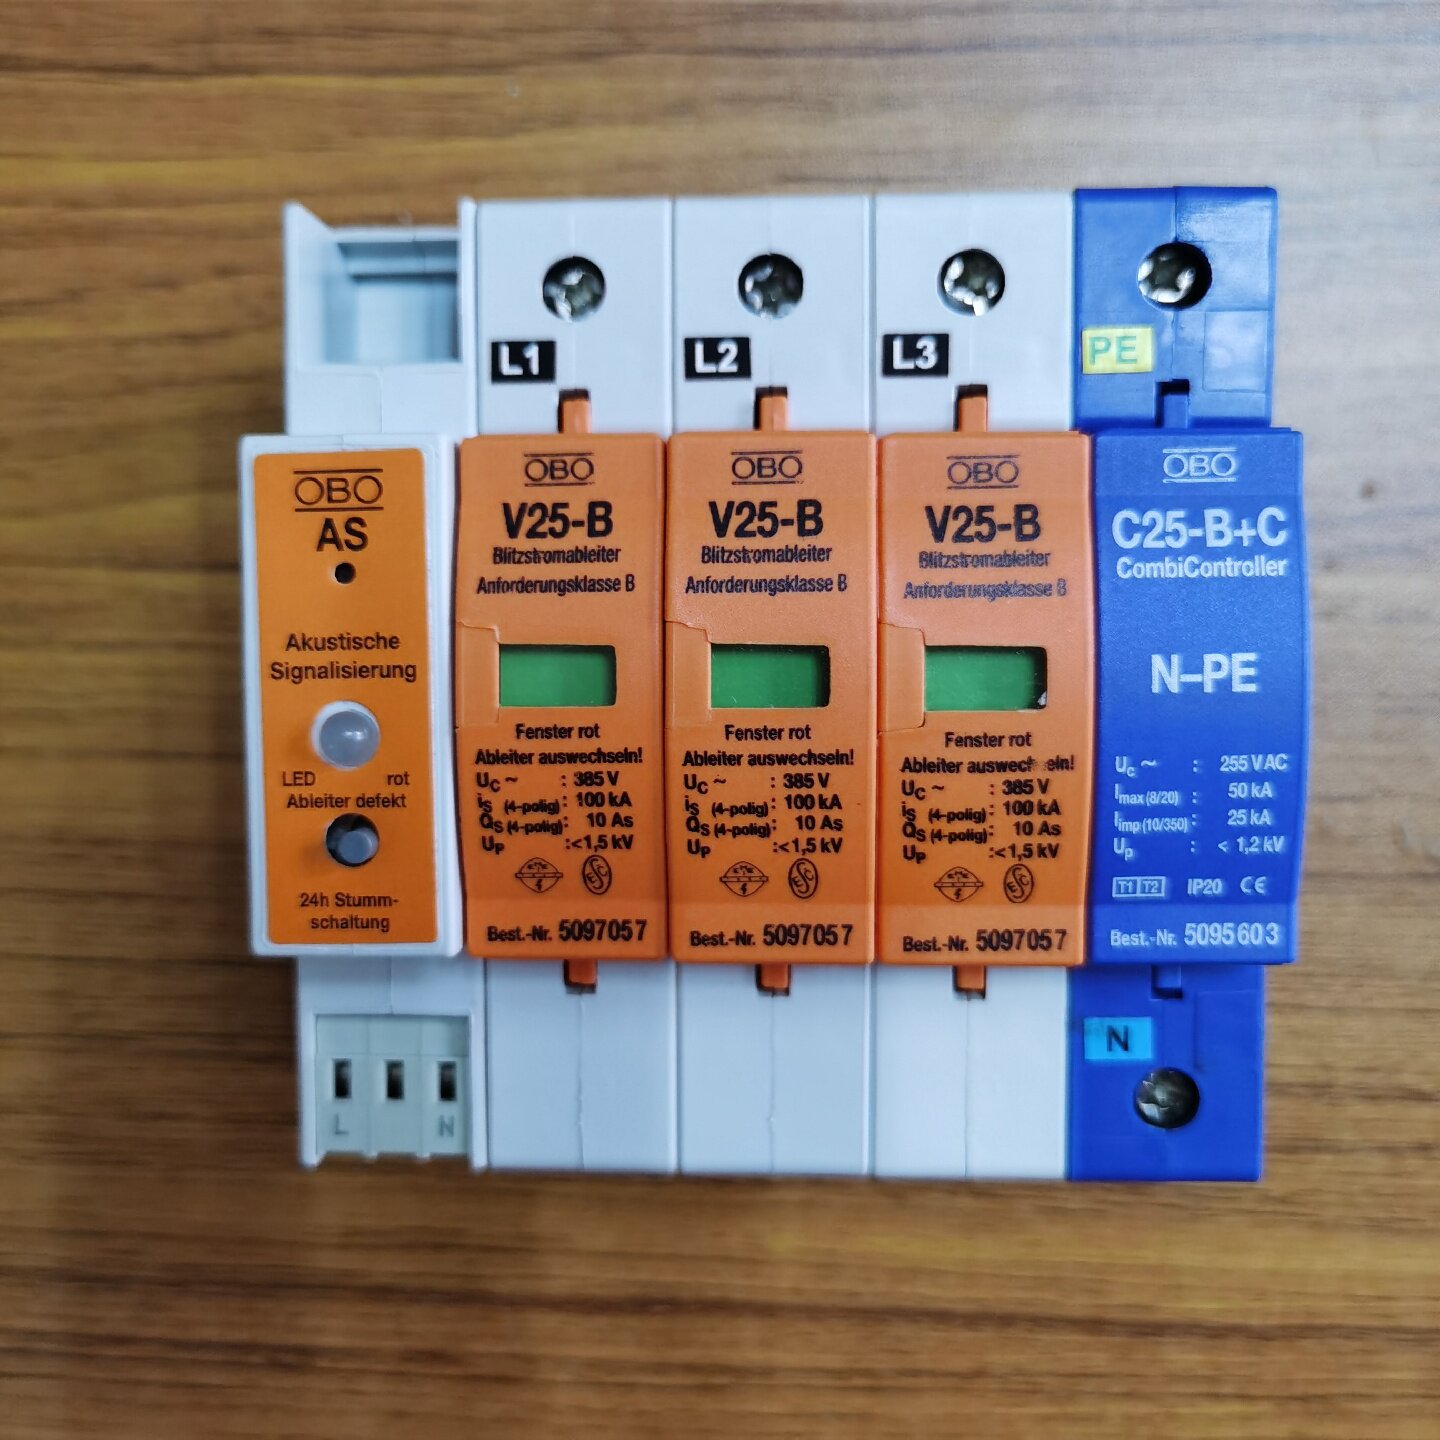 L1
L2
L3
PE
OBO
AS
Akustische
Signalisierung
LED rot
Ableiter defekt
24h Stumm-
schaltung
L N
OBO
V25-B
Blitzstromableiter
Anforderungsklasse B
Fenster rot
Ableiter auswechseln!
UC ~ : 385 V
iS (4-polig): 100 kA
QS (4-polig): 10 As
UP :<1,5 kV
Best.-Nr. 5097057
OBO
V25-B
Blitzstromableiter
Anforderungsklasse B
Fenster rot
Ableiter auswechseln!
UC ~ : 385 V
iS (4-polig): 100 kA
QS (4-polig): 10 As
UP :<1,5 kV
Best.-Nr. 5097057
OBO
V25-B
Blitzstromableiter
Anforderungsklasse B
Fenster rot
Ableiter auswechseln!
UC ~ : 385 V
iS (4-polig): 100 kA
QS (4-polig): 10 As
UP :<1,5 kV
Best.-Nr. 5097057
OBO
C25-B+C
CombiController
N-PE
Uc ~ : 255 V AC
Imax (8/20) : 50 kA
Iimp (10/350) : 25 kA
Up : < 1,2 kV
T1 T2 IP20 CE
Best.-Nr. 5095603
N